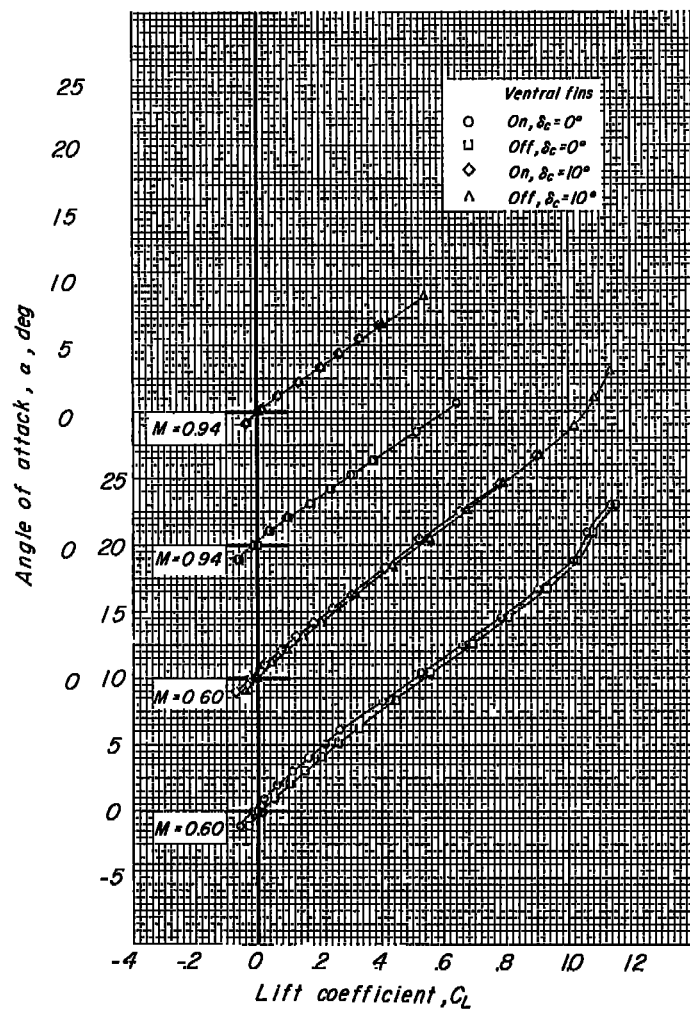 Ventral fins
On, δc=0°
Off, δc=0°
On, δc=10°
Off, δc=10°
Angle of attack, α, deg
25
20
15
10
5
0
M=0.94
25
0 20
M=0.94
15
0 10
M=0.60
5
0
M=0.60
-5
-.4 -2 0 .2 .4 .6 .8 1.0 1.2
Lift coefficient, CL